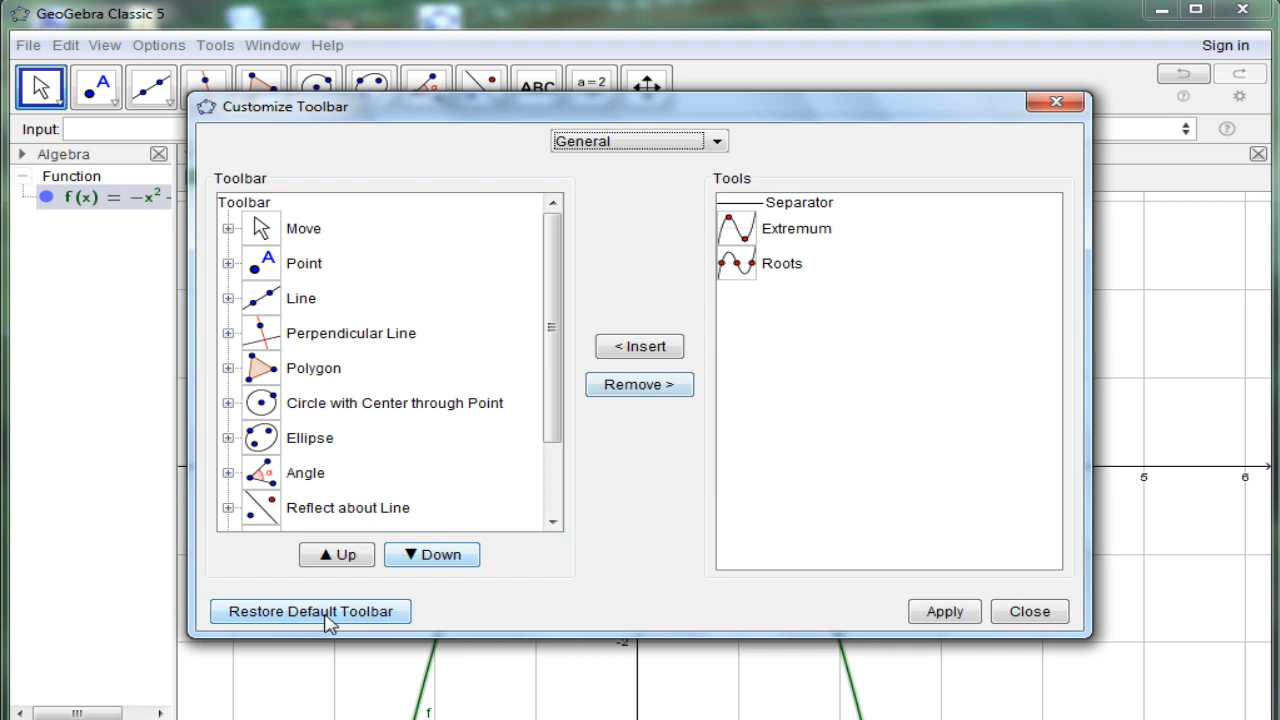 GeoGebra Classic 5
File Edit View Options Tools Window Help
Sign in
A
ABC
a=2
Input:
Algebra
Function
f(x) = −x² -
Customize Toolbar
General
Toolbar
Toolbar
Move
A
Point
Line
Perpendicular Line
Polygon
Circle with Center through Point
Ellipse
α
Angle
Reflect about Line
▲ Up
▼ Down
< Insert
Remove >
Tools
Separator
Extremum
Roots
Restore Default Toolbar
Apply
Close
5
6
-2
f